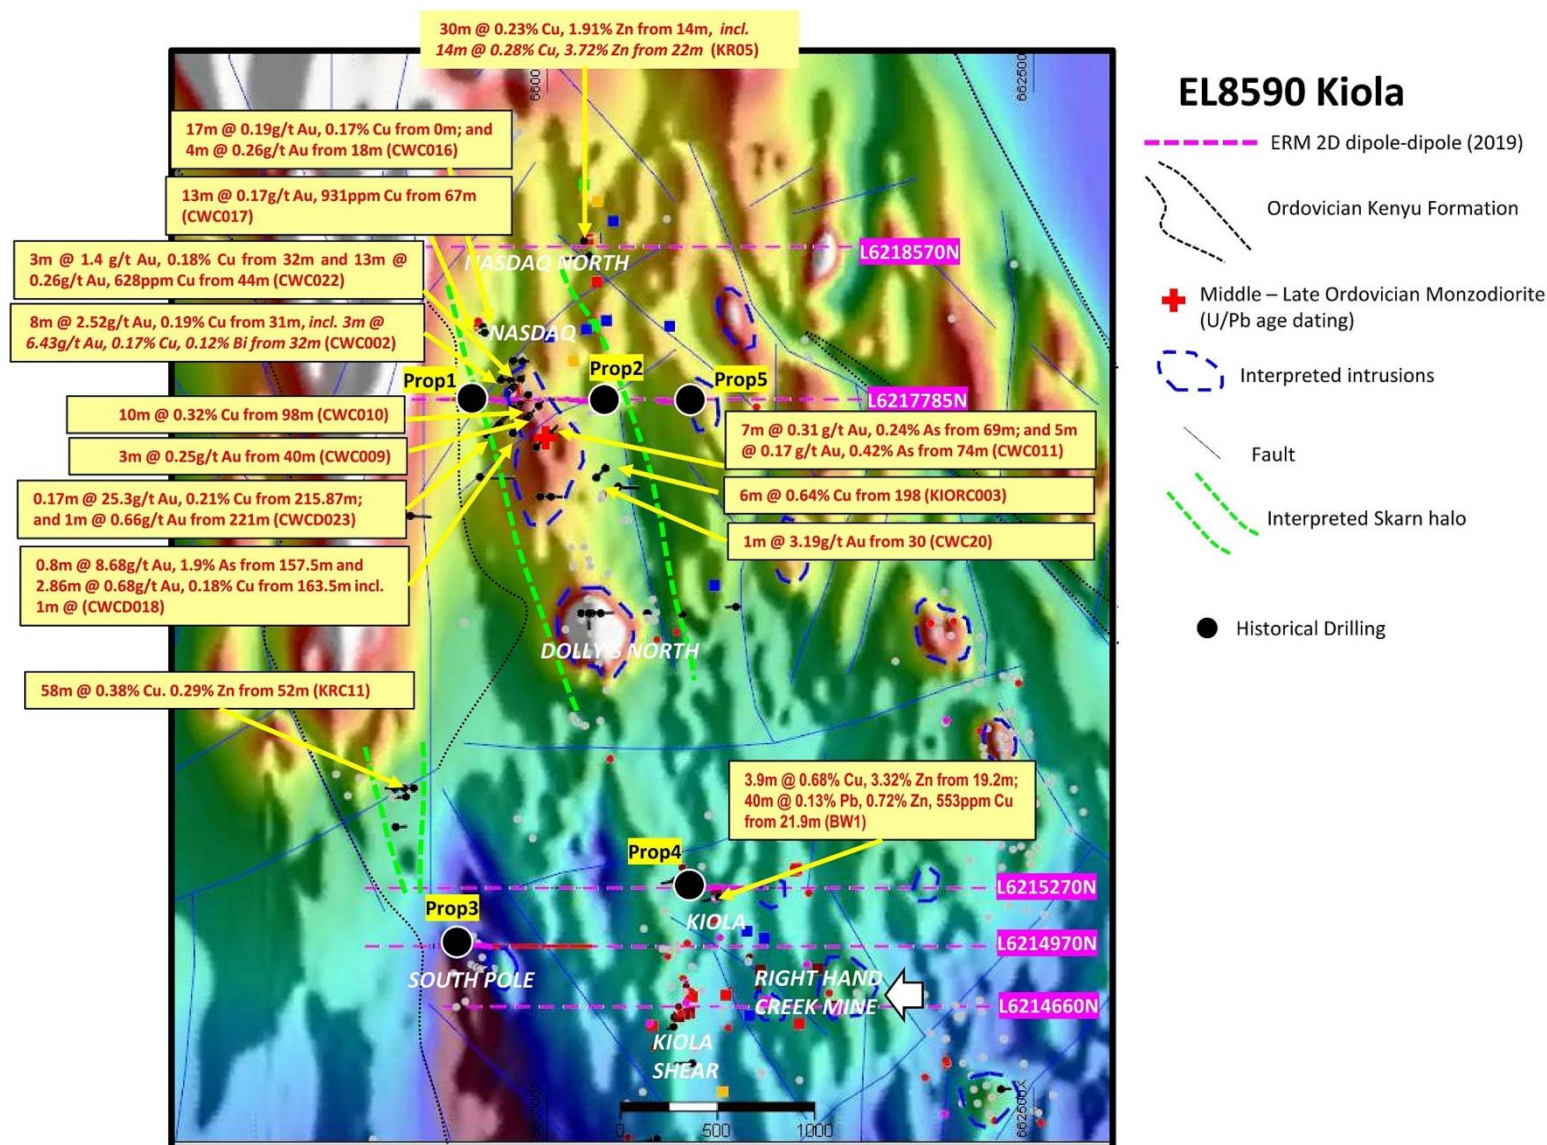 30m @ 0.23% Cu, 1.91% Zn from 14m, incl.
14m @ 0.28% Cu, 3.72% Zn from 22m (KR05)
6600
662500
EL8590 Kiola
ERM 2D dipole-dipole (2019)
Ordovician Kenyu Formation
Middle – Late Ordovician Monzodiorite
(U/Pb age dating)
Interpreted intrusions
Fault
Interpreted Skarn halo
Historical Drilling
17m @ 0.19g/t Au, 0.17% Cu from 0m; and
4m @ 0.26g/t Au from 18m (CWC016)
13m @ 0.17g/t Au, 931ppm Cu from 67m
(CWC017)
3m @ 1.4 g/t Au, 0.18% Cu from 32m and 13m @
0.26g/t Au, 628ppm Cu from 44m (CWC022)
8m @ 2.52g/t Au, 0.19% Cu from 31m, incl. 3m @
6.43g/t Au, 0.17% Cu, 0.12% Bi from 32m (CWC002)
L6218570N
NASDAQ NORTH
NASDAQ
Prop1
Prop2
Prop5
L6217785N
10m @ 0.32% Cu from 98m (CWC010)
3m @ 0.25g/t Au from 40m (CWC009)
0.17m @ 25.3g/t Au, 0.21% Cu from 215.87m;
and 1m @ 0.66g/t Au from 221m (CWCD023)
0.8m @ 8.68g/t Au, 1.9% As from 157.5m and
2.86m @ 0.68g/t Au, 0.18% Cu from 163.5m incl.
1m @ (CWCD018)
7m @ 0.31 g/t Au, 0.24% As from 69m; and 5m
@ 0.17 g/t Au, 0.42% As from 74m (CWC011)
6m @ 0.64% Cu from 198 (KIORC003)
1m @ 3.19g/t Au from 30 (CWC20)
DOLLY'S NORTH
58m @ 0.38% Cu. 0.29% Zn from 52m (KRC11)
3.9m @ 0.68% Cu, 3.32% Zn from 19.2m;
40m @ 0.13% Pb, 0.72% Zn, 553ppm Cu
from 21.9m (BW1)
Prop4
L6215270N
KIOLA
Prop3
L6214970N
SOUTH POLE
RIGHT HAND
CREEK MINE
L6214660N
KIOLA
SHEAR
660000
662500X
0
500
1000